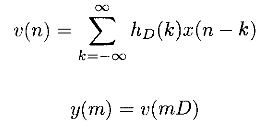 v(n) = ∑_{k=-∞}^{∞} h_D(k)x(n − k)
y(m) = v(mD)